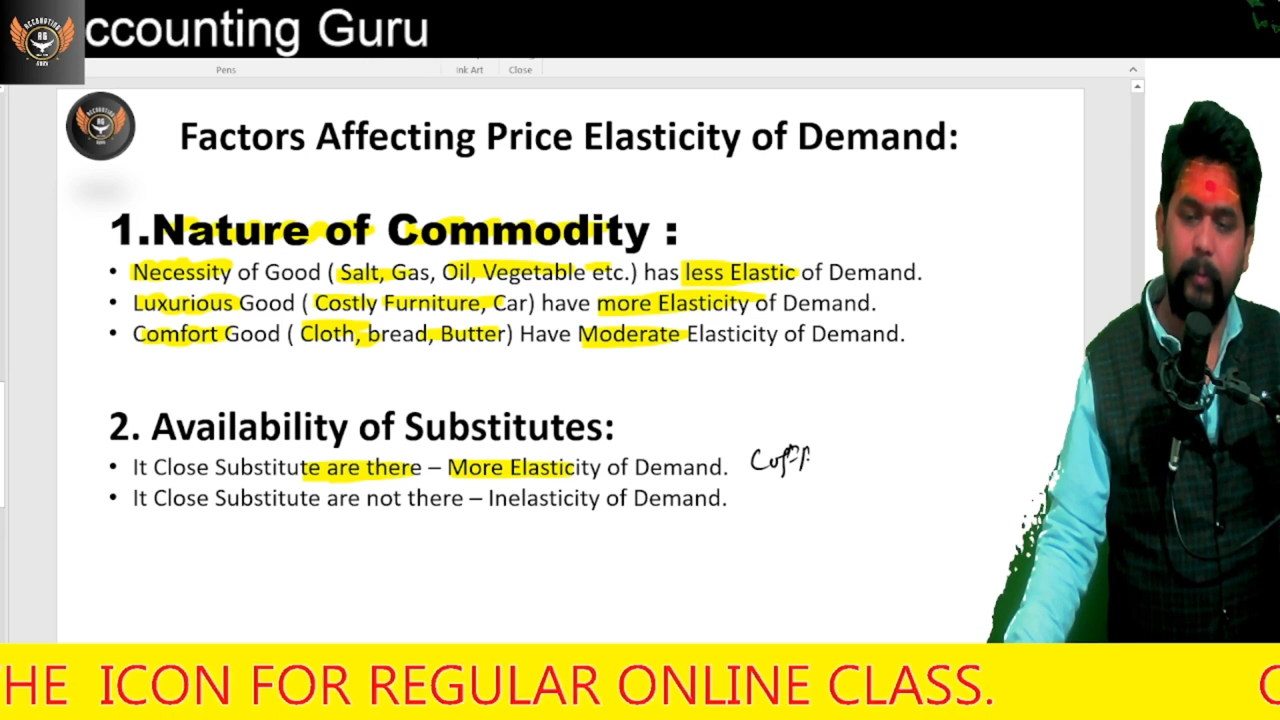 ccounting Guru
Pens
Ink Art
Close
Factors Affecting Price Elasticity of Demand:
1.Nature of Commodity :
• Necessity of Good ( Salt, Gas, Oil, Vegetable etc.) has less Elastic of Demand.
• Luxurious Good ( Costly Furniture, Car) have more Elasticity of Demand.
• Comfort Good ( Cloth, bread, Butter) Have Moderate Elasticity of Demand.
2. Availability of Substitutes:
• It Close Substitute are there – More Elasticity of Demand.
• It Close Substitute are not there – Inelasticity of Demand.
HE ICON FOR REGULAR ONLINE CLASS.